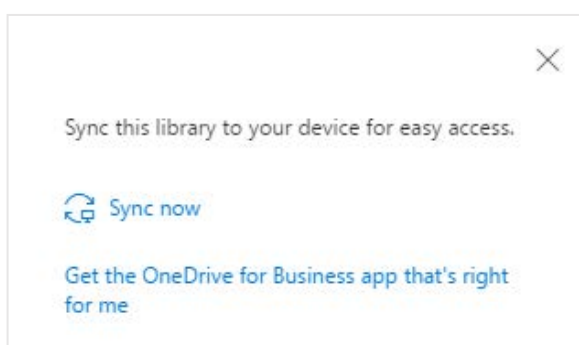 Sync this library to your device for easy access.
Sync now
Get the OneDrive for Business app that's right
for me